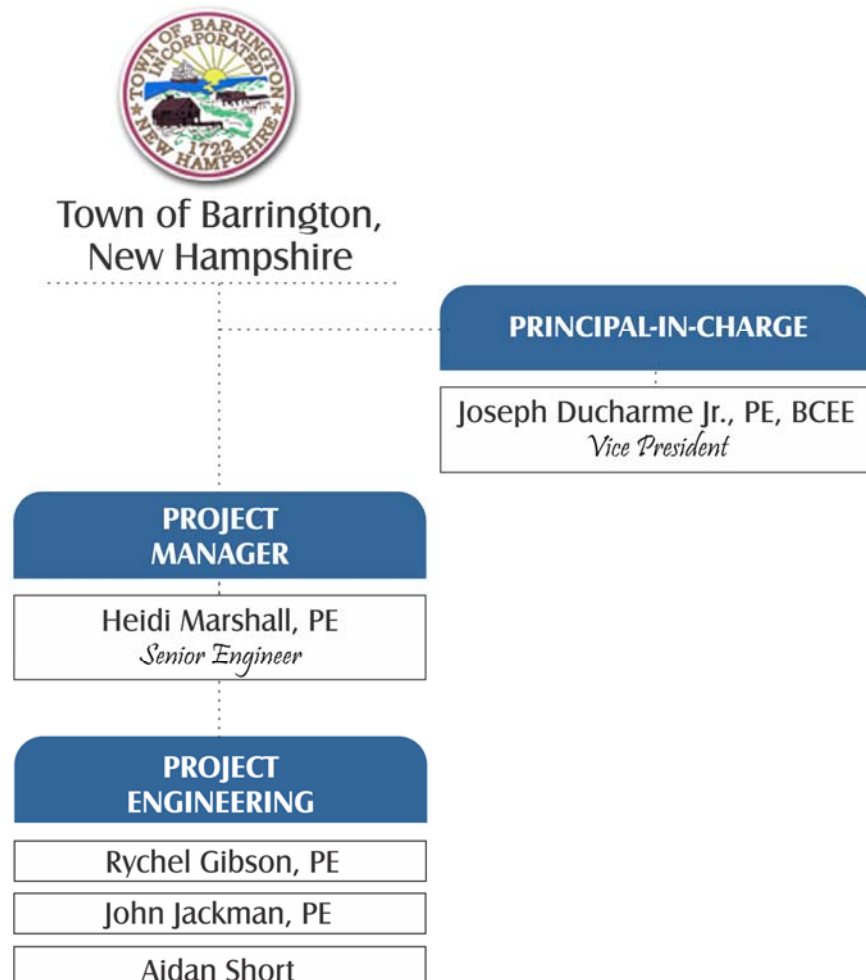 TOWN OF BARRINGTON
INCORPORATED
1722
NEW HAMPSHIRE
Town of Barrington,
New Hampshire
PRINCIPAL-IN-CHARGE
Joseph Ducharme Jr., PE, BCEE
Vice President
PROJECT
MANAGER
Heidi Marshall, PE
Senior Engineer
PROJECT
ENGINEERING
Rychel Gibson, PE
John Jackman, PE
Aidan Short